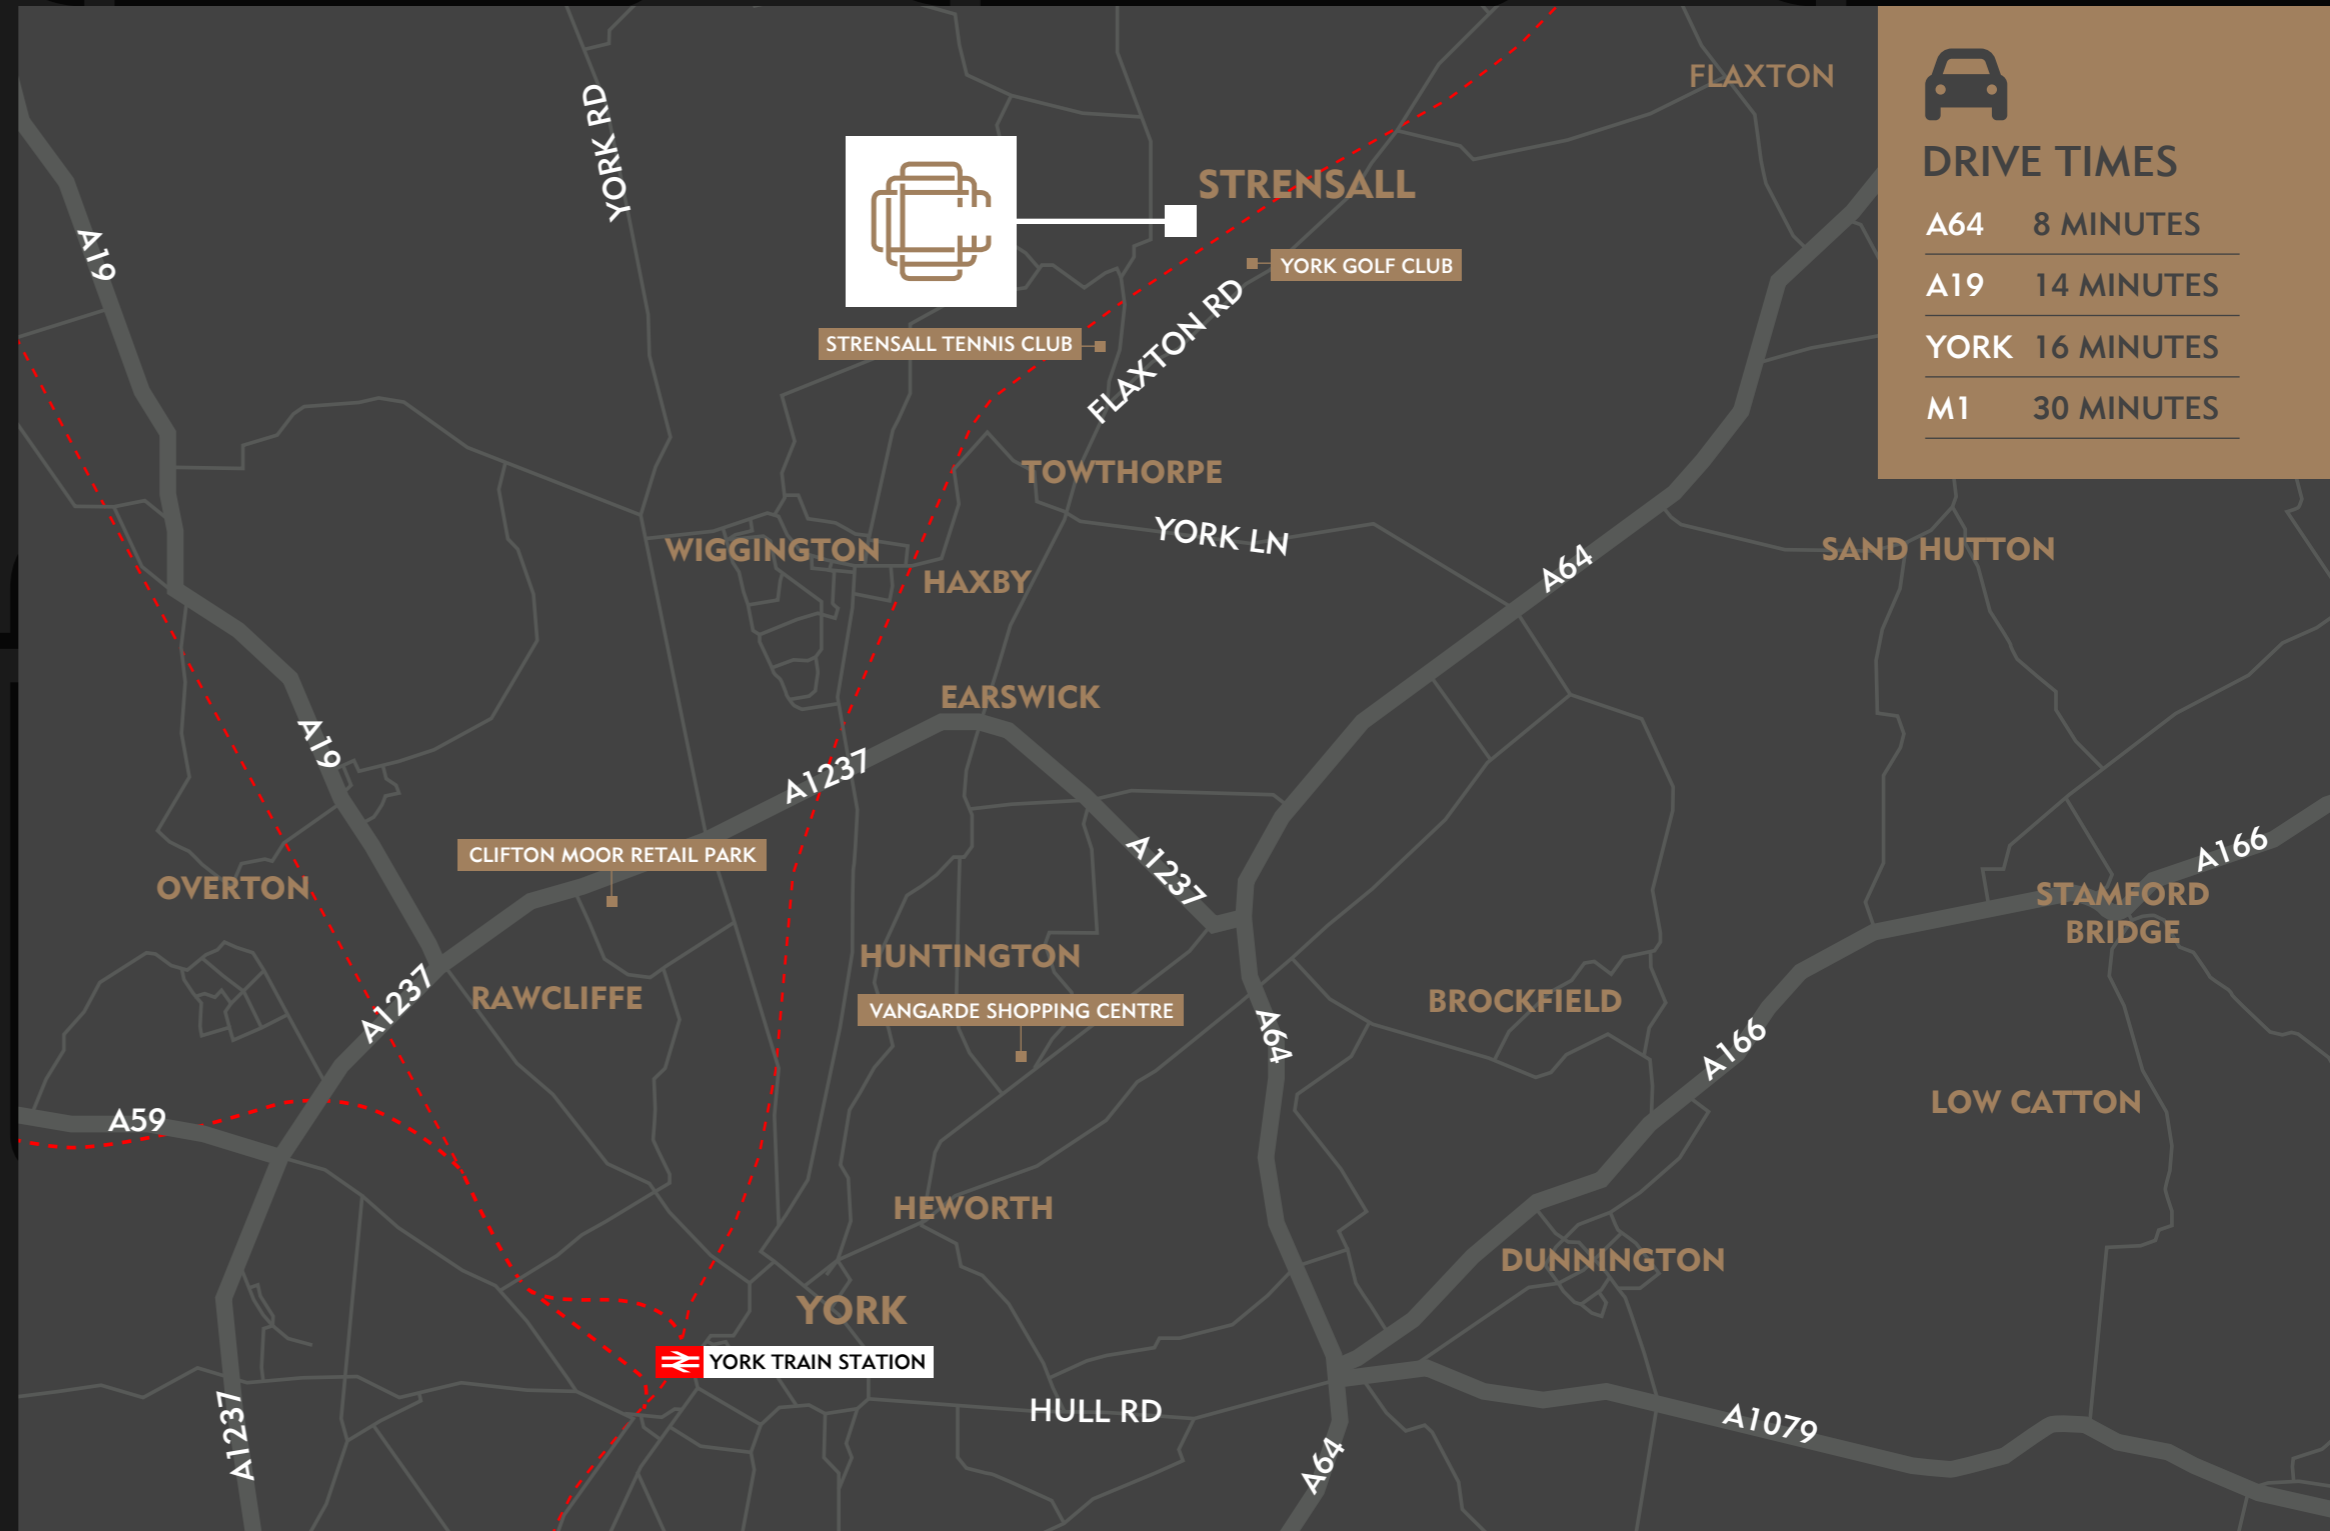 FLAXTON
YORK RD
DRIVE TIMES
A64 8 MINUTES
A19 14 MINUTES
YORK 16 MINUTES
M1 30 MINUTES
STRENSALL
A19
YORK GOLF CLUB
STRENSALL TENNIS CLUB
FLAXTON RD
TOWTHORPE
YORK LN
WIGGINTON
SAND HUTTON
A64
HAXBY
EARSWICK
A19
A1237
CLIFTON MOOR RETAIL PARK
A1237
A166
OVERTON
STAMFORD
BRIDGE
HUNTINGTON
RAWCLIFFE
A1237
VANGARDE SHOPPING CENTRE
BROCKFIELD
A64
A166
A59
LOW CATTON
HEWORTH
DUNNINGTON
YORK
YORK TRAIN STATION
HULL RD
A1237
A1079
A64